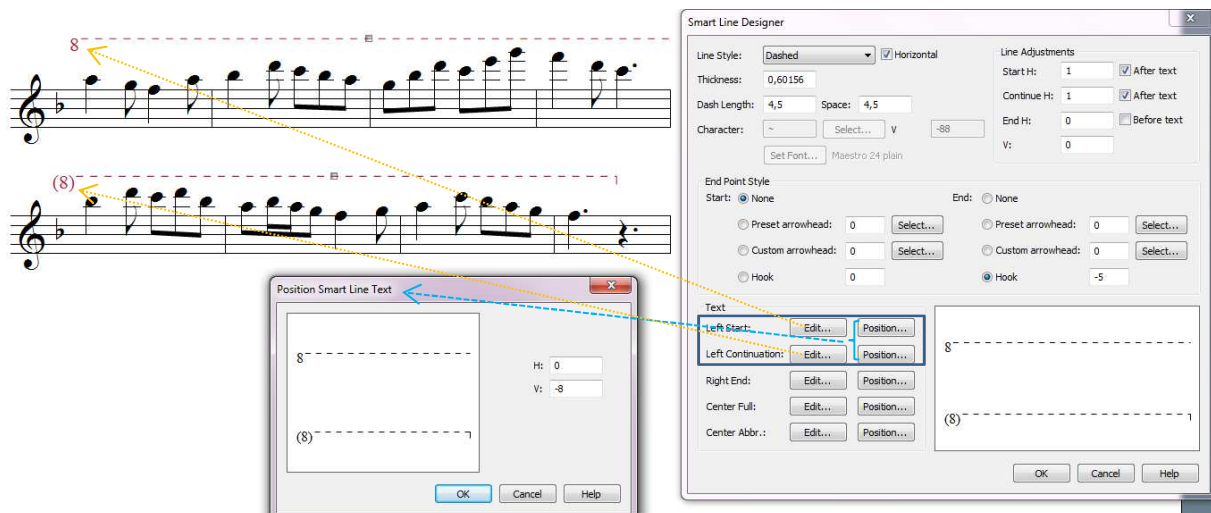 8
(8)
Smart Line Designer
Line Style: Dashed Horizontal
Thickness: 0,60156
Dash Length: 4,5 Space: 4,5
Character: ~ Select... V -88
Set Font... Maestro 24 plain
Line Adjustments
Start H: 1 After text
Continue H: 1 After text
End H: 0 Before text
V: 0
End Point Style
Start: None
Preset arrowhead: 0 Select...
Custom arrowhead: 0 Select...
Hook 0
End: None
Preset arrowhead: 0 Select...
Custom arrowhead: 0 Select...
Hook -5
Text
Left Start: Edit... Position...
Left Continuation: Edit... Position...
Right End: Edit... Position...
Center Full: Edit... Position...
Center Abbr.: Edit... Position...
8
(8)
OK Cancel Help
Position Smart Line Text
8
(8)
H: 0
V: -8
OK Cancel Help